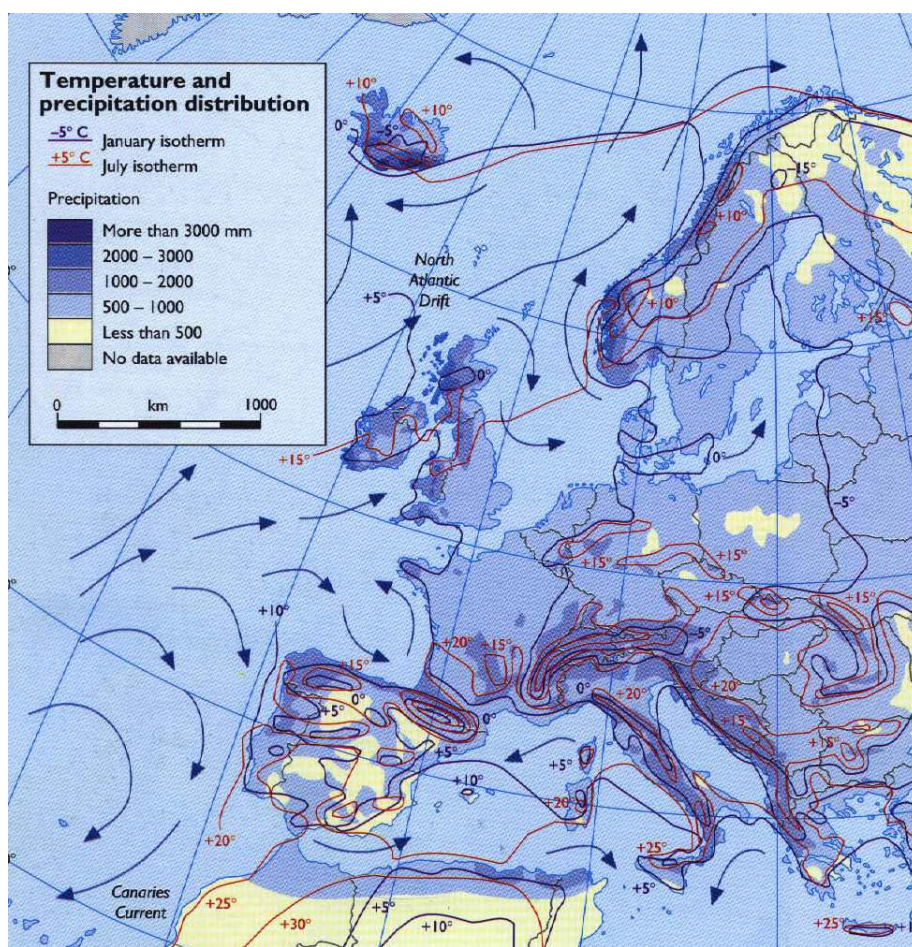 Temperature and
precipitation distribution
–5° C January isotherm
+5° C July isotherm
Precipitation
More than 3000 mm
2000 – 3000
1000 – 2000
500 – 1000
Less than 500
No data available
0 km 1000
+10°
+10°
0°
–5°
–15°
+10°
North
Atlantic
Drift
+5°
+10°
+15°
0°
+15°
0°
–5°
+15°
+15°
+15°
+15°
+10°
+20°
+15°
–5°
+15°
0°
0°
+20°
+20°
+5°
0°
+15°
+5°
+15°
+5°
+10°
+20
+20°
+25°
+5°
Canaries
Current
+25°
+5°
+30°
+10°
+25°